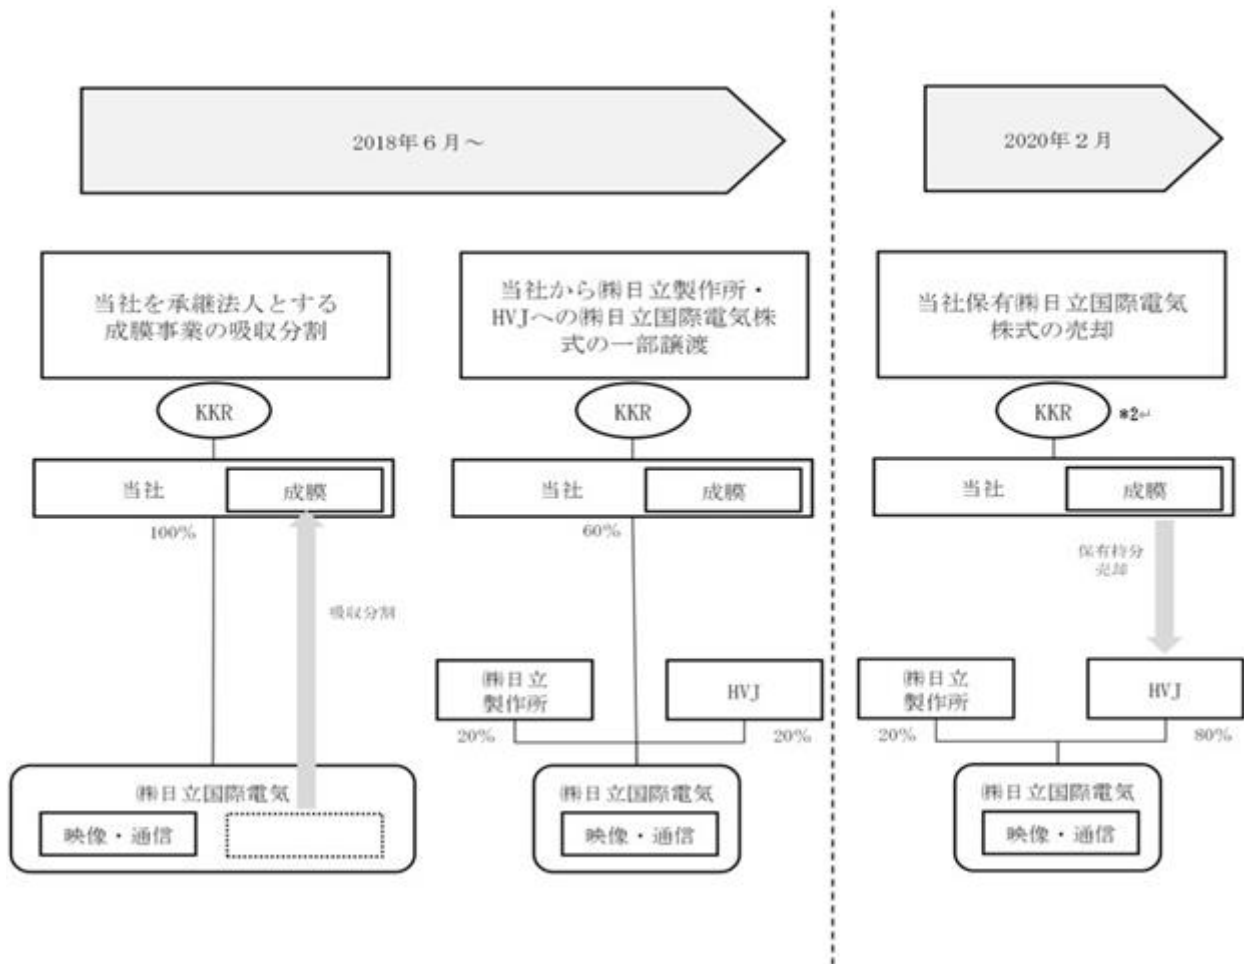 2018年６月～
2020年２月
当社を承継法人とする
成膜事業の吸収分割
当社から㈱日立製作所・
HVJへの㈱日立国際電気株
式の一部譲渡
当社保有㈱日立国際電気
株式の売却
KKR
KKR
KKR
*2↵
当社
成膜
当社
成膜
当社
成膜
100%
60%
保有持分
売却
吸収分割
㈱日立
製作所
HVJ
㈱日立
製作所
HVJ
20%
20%
20%
80%
㈱日立国際電気
映像・通信
㈱日立国際電気
映像・通信
㈱日立国際電気
映像・通信